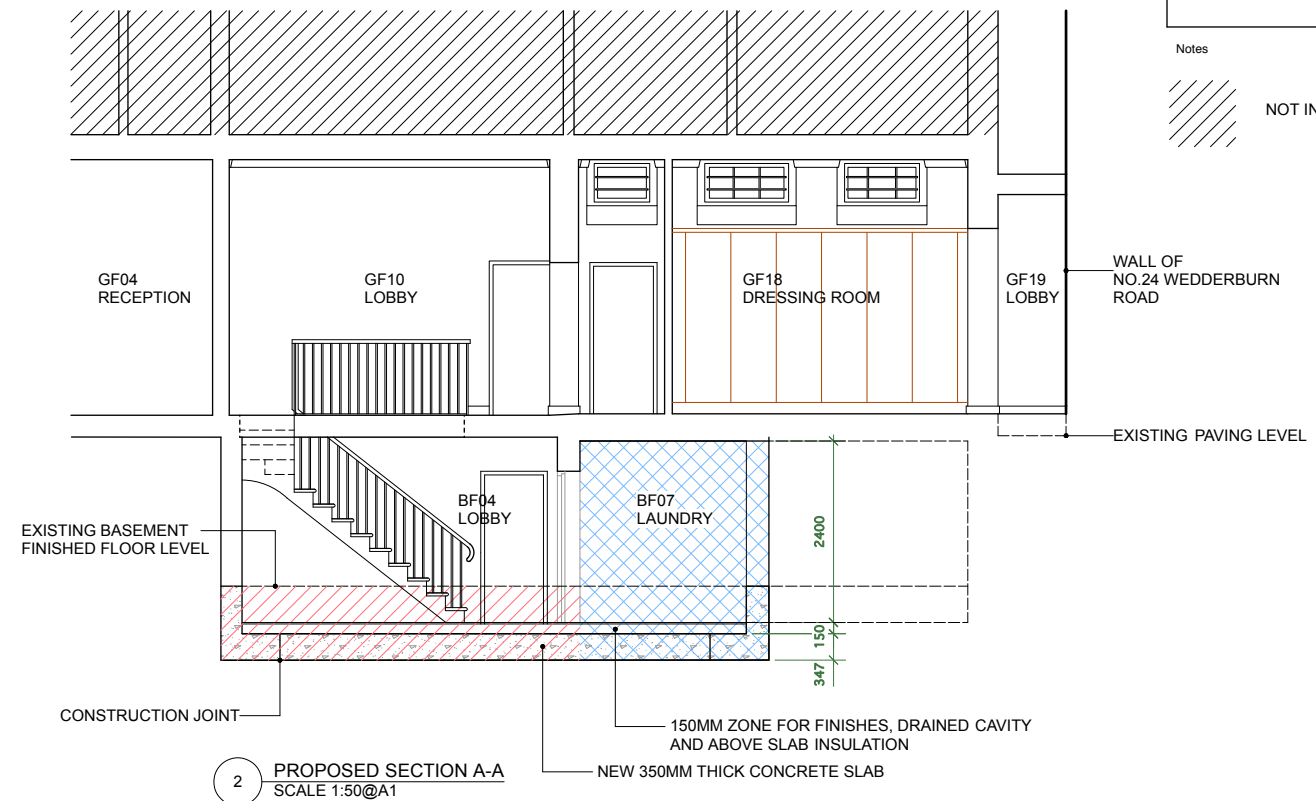 Notes
NOT IN
GF04
RECEPTION
GF10
LOBBY
GF18
DRESSING ROOM
GF19
LOBBY
WALL OF
NO.24 WEDDERBURN
ROAD
EXISTING PAVING LEVEL
EXISTING BASEMENT
FINISHED FLOOR LEVEL
BF04
LOBBY
BF07
LAUNDRY
2400
150
347
CONSTRUCTION JOINT
150MM ZONE FOR FINISHES, DRAINED CAVITY
AND ABOVE SLAB INSULATION
NEW 350MM THICK CONCRETE SLAB
2
PROPOSED SECTION A-A
SCALE 1:50@A1